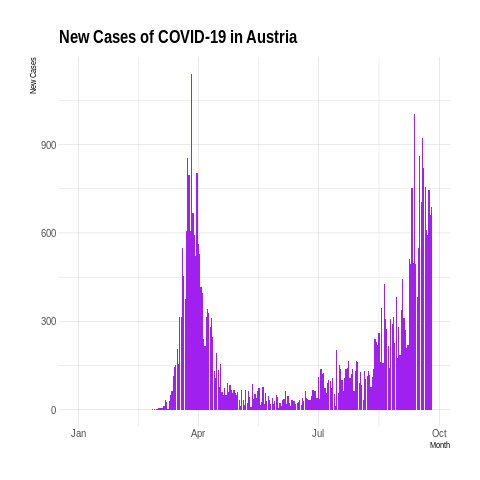 New Cases of COVID-19 in Austria
New Cases
900
600
300
0
Jan Apr Jul Oct
Month